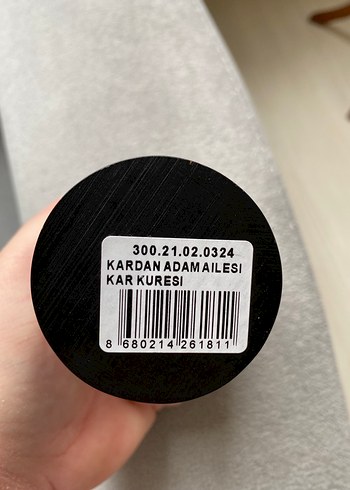 300.21.02.0324
KARDAN ADAM AILESI
KAR KURESI
8 680214 261811